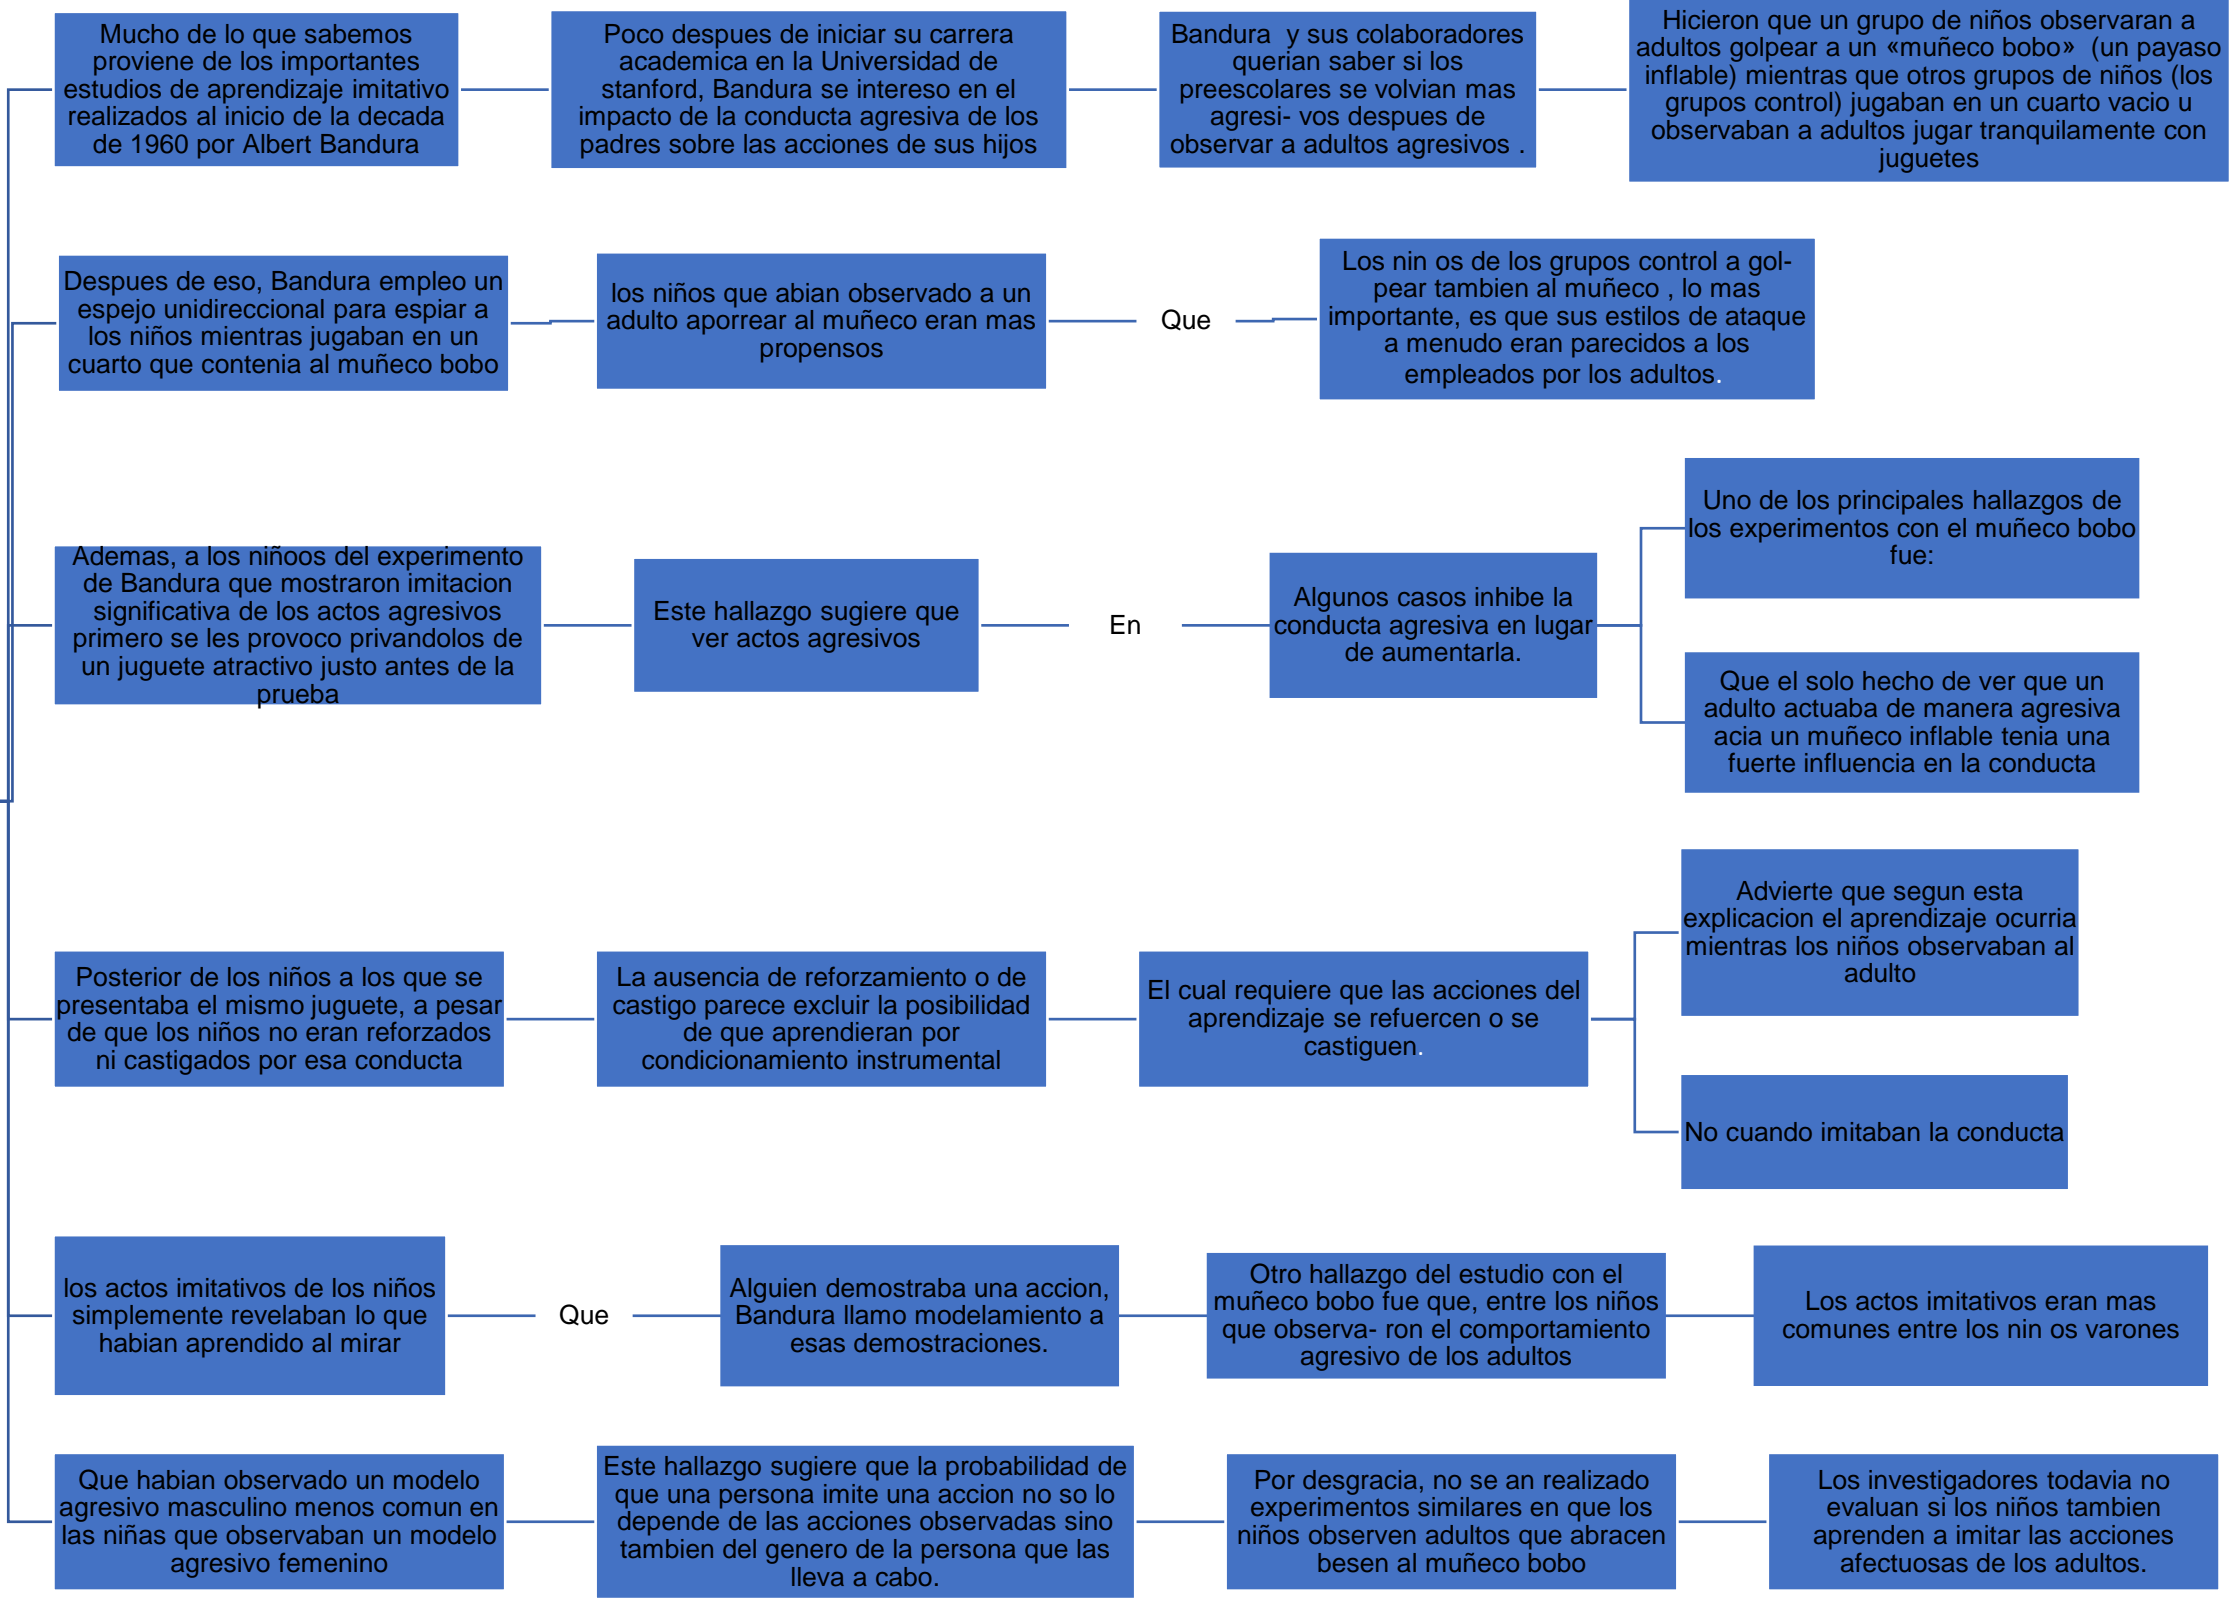 Mucho de lo que sabemos
proviene de los importantes
estudios de aprendizaje imitativo
realizados al inicio de la decada
de 1960 por Albert Bandura
Poco despues de iniciar su carrera
academica en la Universidad de
stanford, Bandura se intereso en el
impacto de la conducta agresiva de los
padres sobre las acciones de sus hijos
Bandura y sus colaboradores
querian saber si los
preescolares se volvian mas
agresi- vos despues de
observar a adultos agresivos .
Hicieron que un grupo de niños observaran a
adultos golpear a un «muñeco bobo» (un payaso
inflable) mientras que otros grupos de niños (los
grupos control) jugaban en un cuarto vacio u
observaban a adultos jugar tranquilamente con
juguetes
Despues de eso, Bandura empleo un
espejo unidireccional para espiar a
los niños mientras jugaban en un
cuarto que contenia al muñeco bobo
los niños que abian observado a un
adulto aporrear al muñeco eran mas
propensos
Que
Los nin os de los grupos control a gol-
pear tambien al muñeco , lo mas
importante, es que sus estilos de ataque
a menudo eran parecidos a los
empleados por los adultos.
Ademas, a los niñoos del experimento
de Bandura que mostraron imitacion
significativa de los actos agresivos
primero se les provoco privandolos de
un juguete atractivo justo antes de la
prueba
Este hallazgo sugiere que
ver actos agresivos
En
Algunos casos inhibe la
conducta agresiva en lugar
de aumentarla.
Uno de los principales hallazgos de
los experimentos con el muñeco bobo
fue:
Que el solo hecho de ver que un
adulto actuaba de manera agresiva
acia un muñeco inflable tenia una
fuerte influencia en la conducta
Posterior de los niños a los que se
presentaba el mismo juguete, a pesar
de que los niños no eran reforzados
ni castigados por esa conducta
La ausencia de reforzamiento o de
castigo parece excluir la posibilidad
de que aprendieran por
condicionamiento instrumental
El cual requiere que las acciones del
aprendizaje se refuercen o se
castiguen.
Advierte que segun esta
explicacion el aprendizaje ocurria
mientras los niños observaban al
adulto
No cuando imitaban la conducta
los actos imitativos de los niños
simplemente revelaban lo que
habian aprendido al mirar
Que
Alguien demostraba una accion,
Bandura llamo modelamiento a
esas demostraciones.
Otro hallazgo del estudio con el
muñeco bobo fue que, entre los niños
que observa- ron el comportamiento
agresivo de los adultos
Los actos imitativos eran mas
comunes entre los nin os varones
Que habian observado un modelo
agresivo masculino menos comun en
las niñas que observaban un modelo
agresivo femenino
Este hallazgo sugiere que la probabilidad de
que una persona imite una accion no so lo
depende de las acciones observadas sino
tambien del genero de la persona que las
lleva a cabo.
Por desgracia, no se an realizado
experimentos similares en que los
niños observen adultos que abracen
besen al muñeco bobo
Los investigadores todavia no
evaluan si los niños tambien
aprenden a imitar las acciones
afectuosas de los adultos.